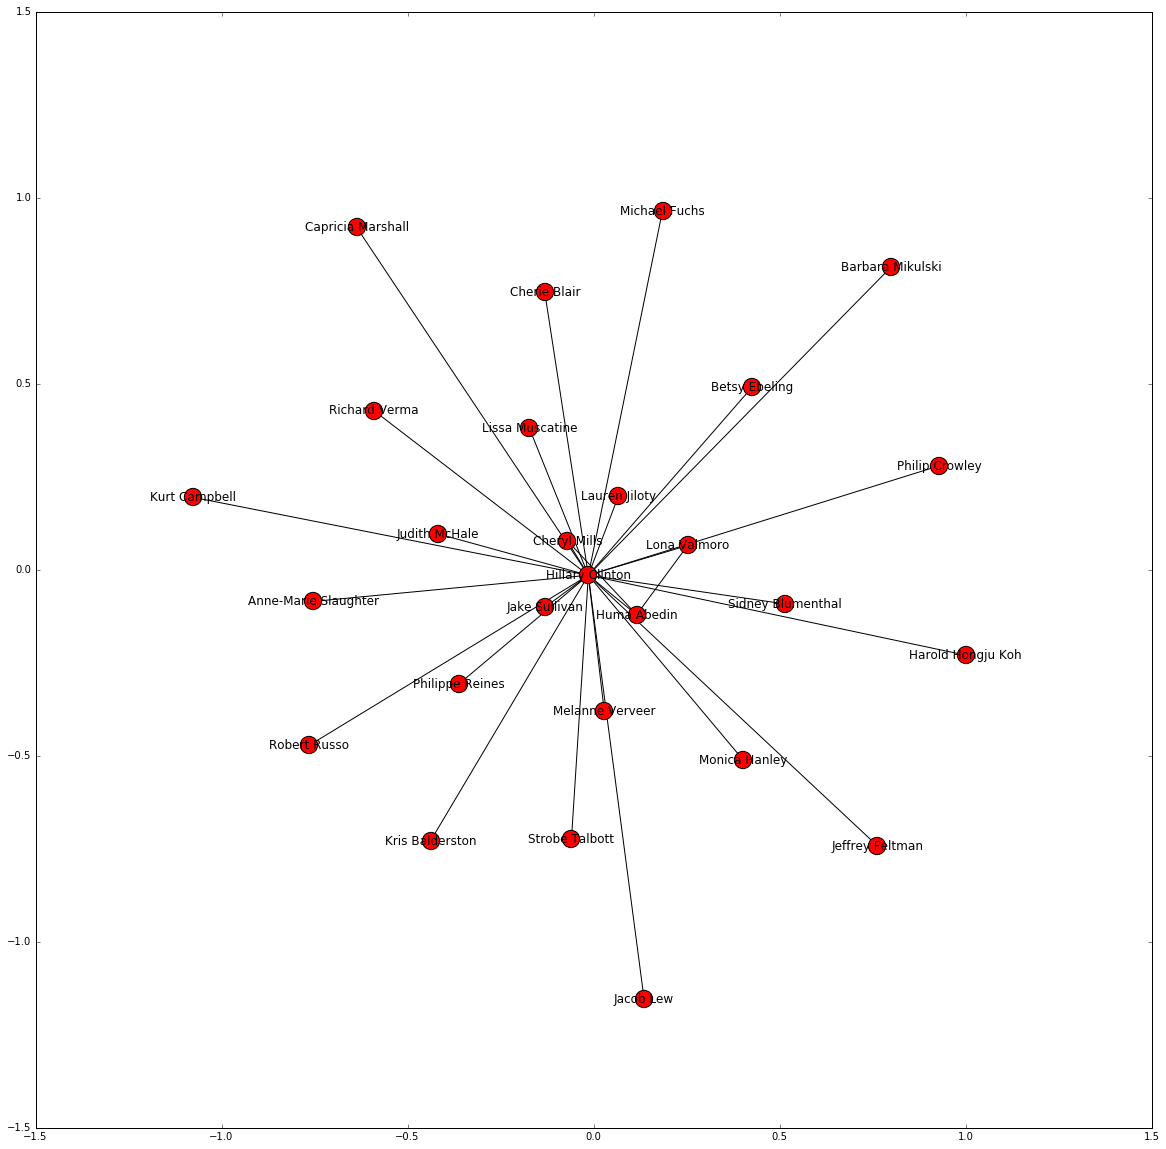 1.5
Michael Fuchs
Capricia Marshall
1.0
Barbara Mikulski
Cherie Blair
Betsy Ebeling
0.5
Richard Verma
Lissa Muscatine
Philip Crowley
Kurt Campbell
Lauren Jiloty
Judith McHale
Cheryl Mills
Lona Valmoro
0.0
Hillary Clinton
Anne-Marie Slaughter
Sidney Blumenthal
Jake Sullivan
Huma Abedin
Harold Hongju Koh
Philippe Reines
Melanne Verveer
Robert Russo
−0.5
Monica Hanley
Kris Balderston
Strobe Talbott
Jeffrey Feltman
−1.0
Jacob Lew
−1.5
−1.5 −1.0 −0.5 0.0 0.5 1.0 1.5